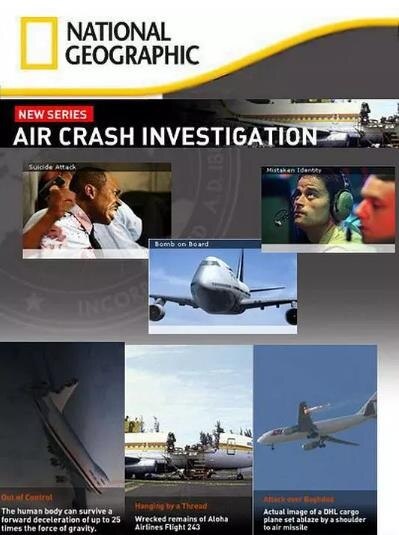 NATIONAL
GEOGRAPHIC
NEW SERIES
AIR CRASH INVESTIGATION
Suicide Attack
Mistaken Identity
Bomb on Board
INCOR
Out of Control
The human body can survive a
forward deceleration of up to 25
times the force of gravity.
Hanging by a Thread
Wrecked remains of Aloha
Airlines Flight 243
Attack over Baghdad
Actual image of a DHL cargo
plane set ablaze by a shoulder
to air missile